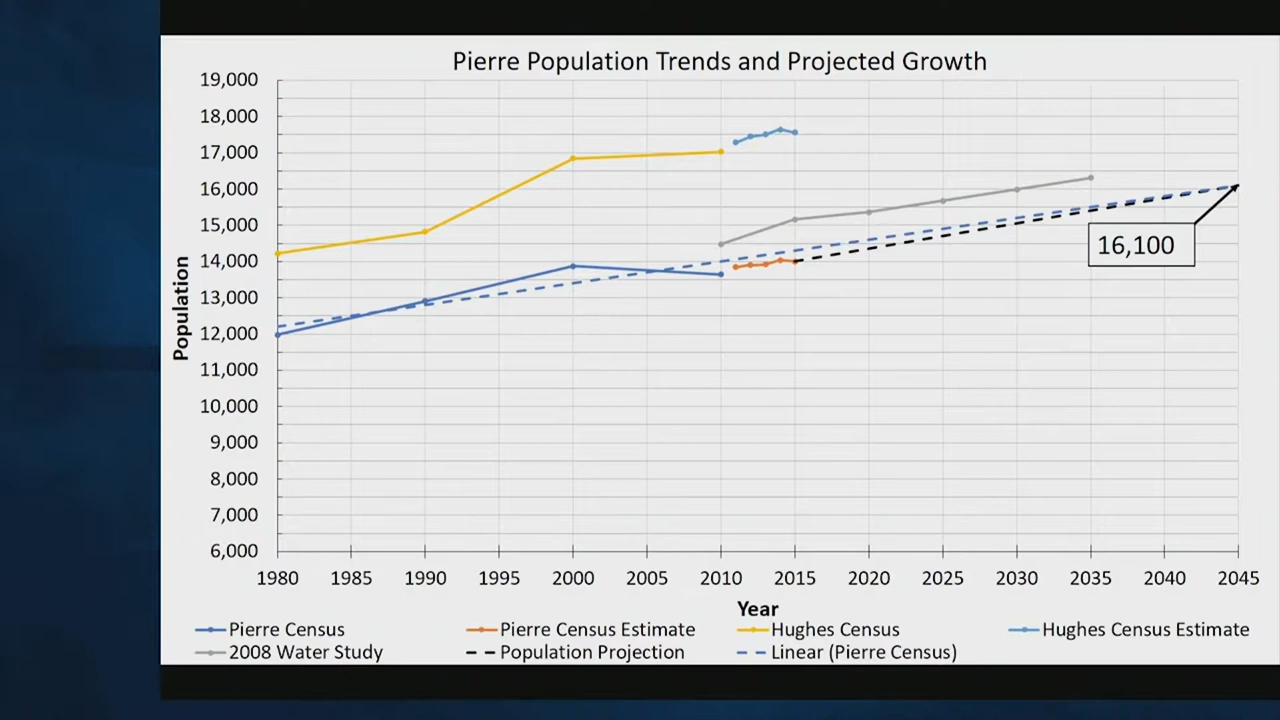 Pierre Population Trends and Projected Growth
19,000
18,000
17,000
16,000
15,000
14,000
13,000
12,000
11,000
10,000
9,000
8,000
7,000
6,000
Population
16,100
1980 1985 1990 1995 2000 2005 2010 2015 2020 2025 2030 2035 2040 2045
Year
Pierre Census Pierre Census Estimate Hughes Census Hughes Census Estimate
2008 Water Study Population Projection Linear (Pierre Census)